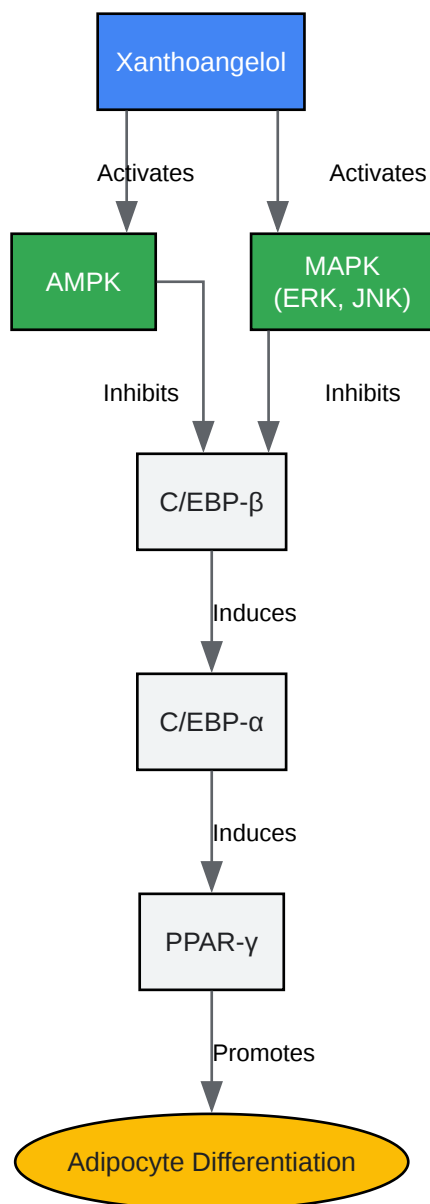 Xanthoangelol
Activates
Activates
AMPK
MAPK
(ERK, JNK)
Inhibits
Inhibits
C/EBP-β
Induces
C/EBP-α
Induces
PPAR-γ
Promotes
Adipocyte Differentiation